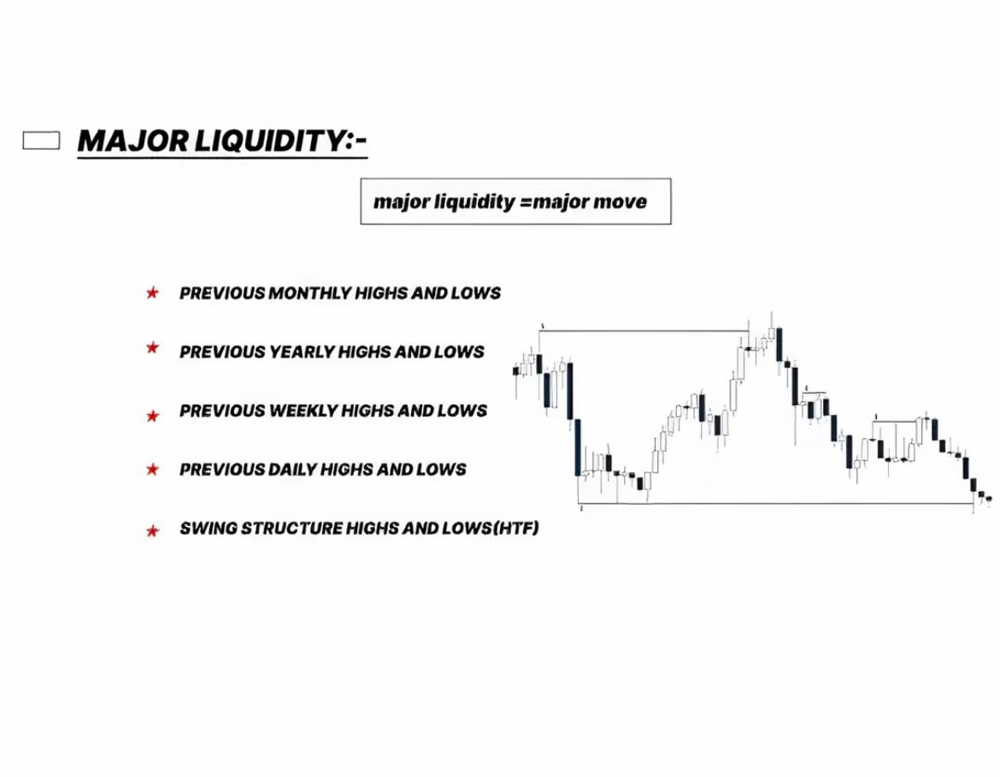 MAJOR LIQUIDITY:-
major liquidity =major move
PREVIOUS MONTHLY HIGHS AND LOWS
PREVIOUS YEARLY HIGHS AND LOWS
PREVIOUS WEEKLY HIGHS AND LOWS
PREVIOUS DAILY HIGHS AND LOWS
SWING STRUCTURE HIGHS AND LOWS(HTF)